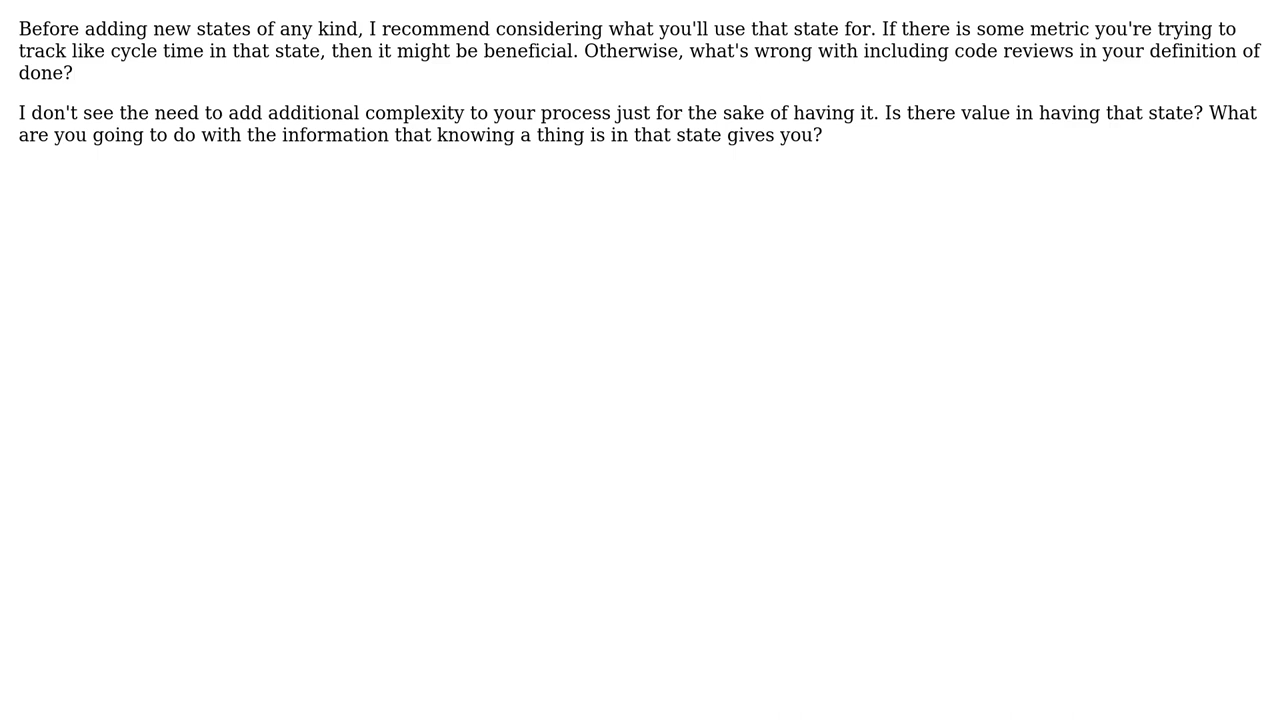 Before adding new states of any kind, I recommend considering what you'll use that state for. If there is some metric you're trying to
track like cycle time in that state, then it might be beneficial. Otherwise, what's wrong with including code reviews in your definition of
done?
I don't see the need to add additional complexity to your process just for the sake of having it. Is there value in having that state? What
are you going to do with the information that knowing a thing is in that state gives you?